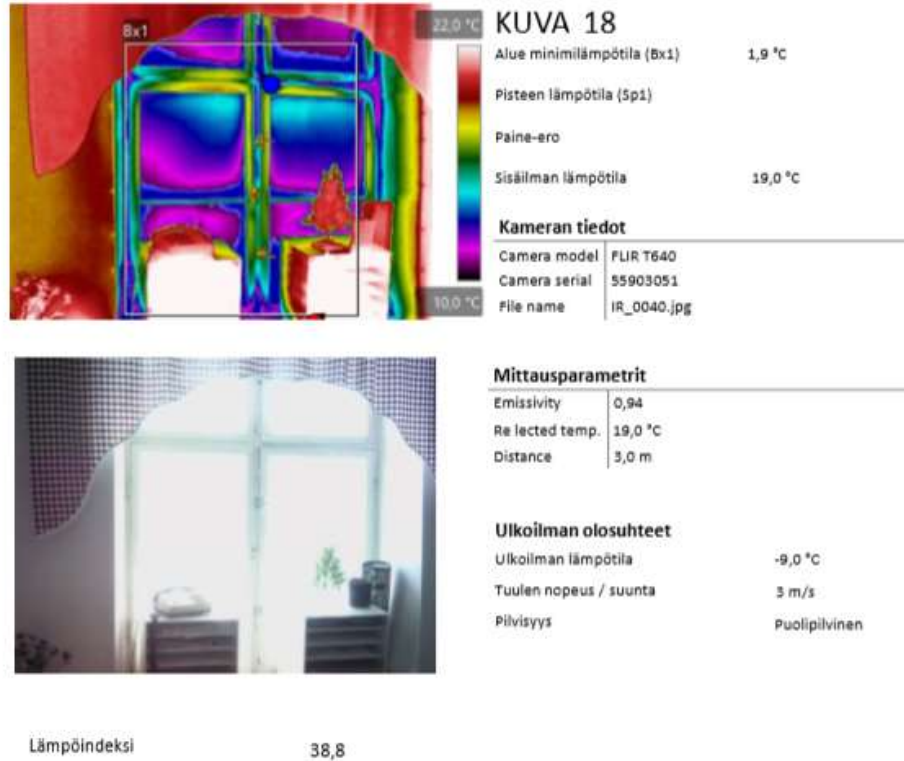 Bx1
22,0 °C
10,0 °C
KUVA 18
Alue minimilämpötila (Bx1) 1,9 °C
Pisteen lämpötila (Sp1)
Paine-ero
Sisäilman lämpötila 19,0 °C
Kameran tiedot
Camera model FLIR T640
Camera serial 55903051
File name IR_0040.jpg
Mittausparametrit
Emissivity 0,94
Re lected temp. 19,0 °C
Distance 3,0 m
Ulkoilman olosuhteet
Ulkoilman lämpötila -9,0 °C
Tuulen nopeus / suunta 3 m/s
Pilvisyys Puolipilvinen
Lämpöindeksi 38,8